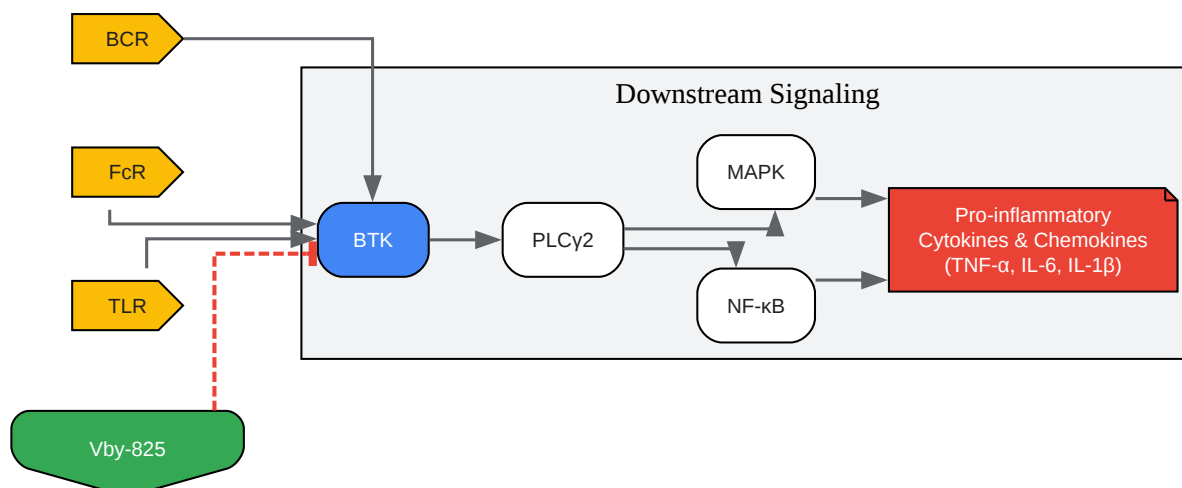 BCR
Downstream Signaling
FcR
MAPK
BTK
PLCγ2
Pro-inflammatory
Cytokines & Chemokines
(TNF-α, IL-6, IL-1β)
TLR
NF-κB
Vby-825